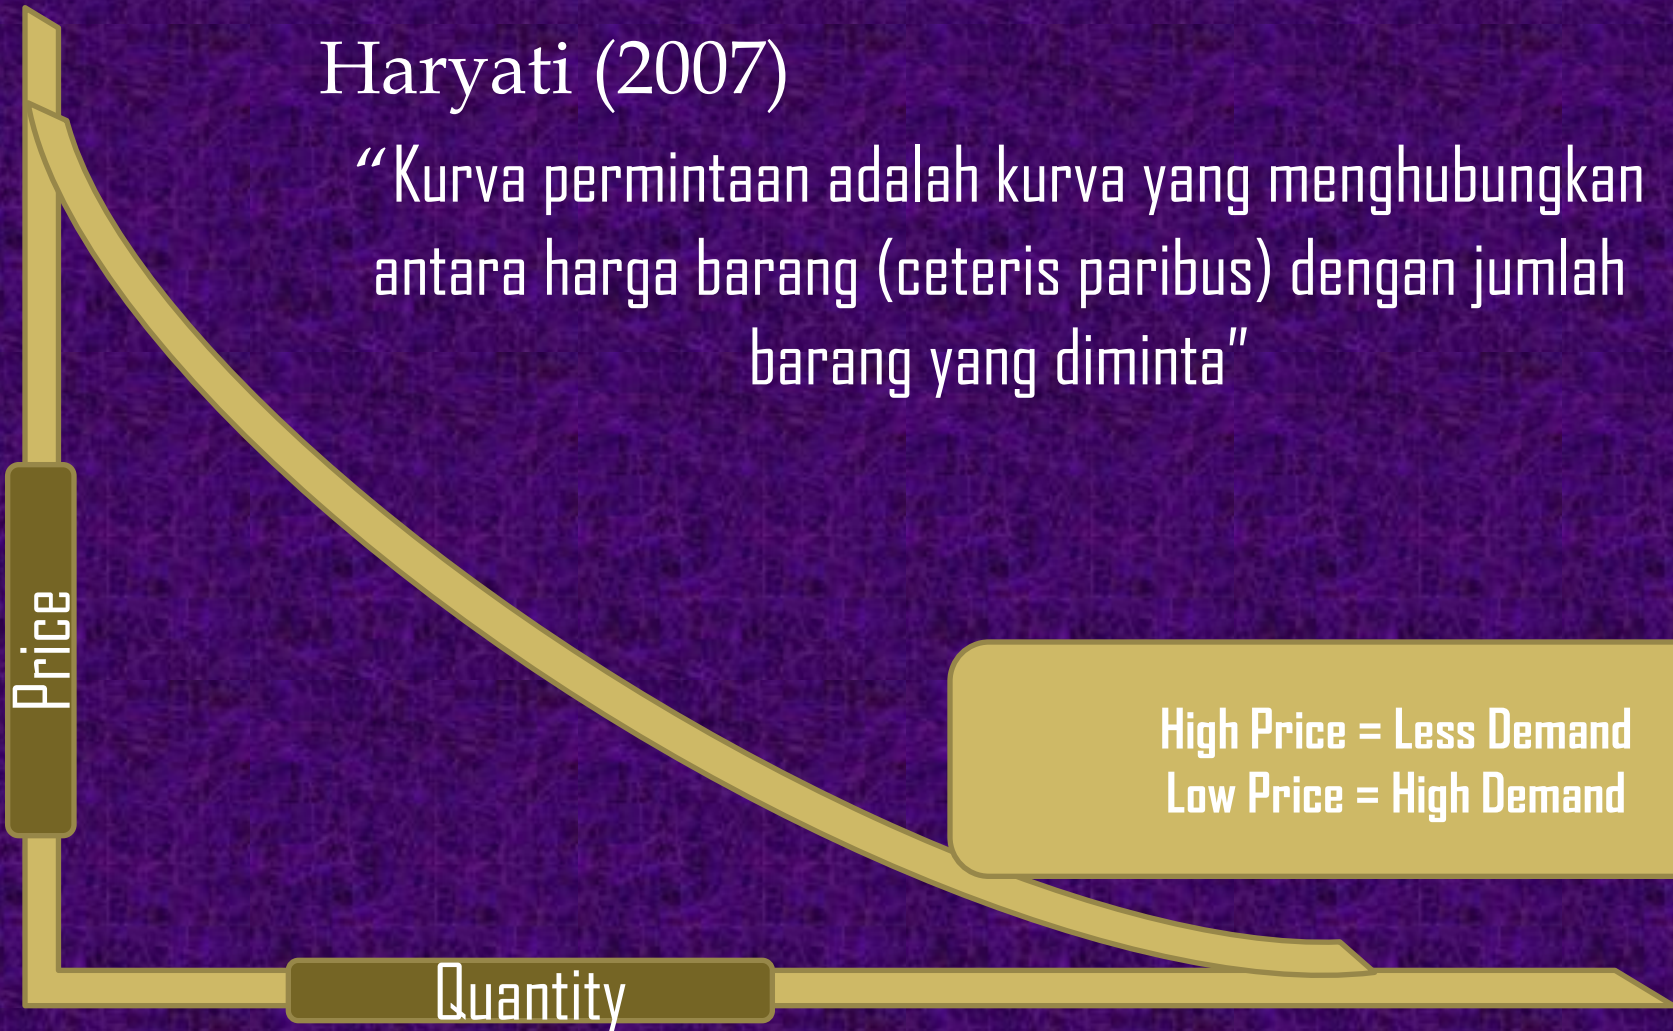 Haryati (2007)
“Kurva permintaan adalah kurva yang menghubungkan
antara harga barang (ceteris paribus) dengan jumlah
barang yang diminta”
Price
High Price = Less Demand
Low Price = High Demand
Quantity